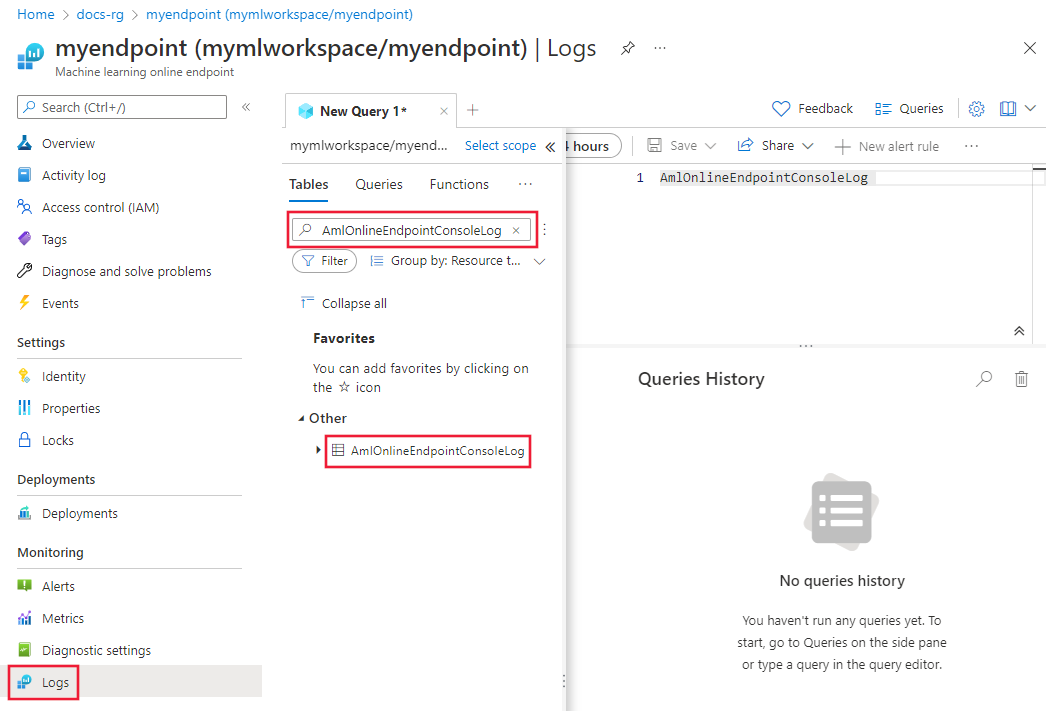 Home > docs-rg > myendpoint (mymlworkspace/myendpoint)
myendpoint (mymlworkspace/myendpoint) | Logs ...
Machine learning online endpoint
Search (Ctrl+/)
«
Overview
Activity log
Access control (IAM)
Tags
Diagnose and solve problems
Events
Settings
Identity
Properties
Locks
Deployments
Deployments
Monitoring
Alerts
Metrics
Diagnostic settings
Logs
New Query 1*
Feedback
Queries
mymlworkspace/myend...
Select scope
«
4 hours
Save
Share
New alert rule
...
Tables
Queries
Functions
...
AmlOnlineEndpointConsoleLog
Filter
Group by: Resource t...
Collapse all
Favorites
You can add favorites by clicking on
the ☆ icon
Other
AmlOnlineEndpointConsoleLog
1 AmlOnlineEndpointConsoleLog
Queries History
No queries history
You haven't run any queries yet. To
start, go to Queries on the side pane
or type a query in the query editor.